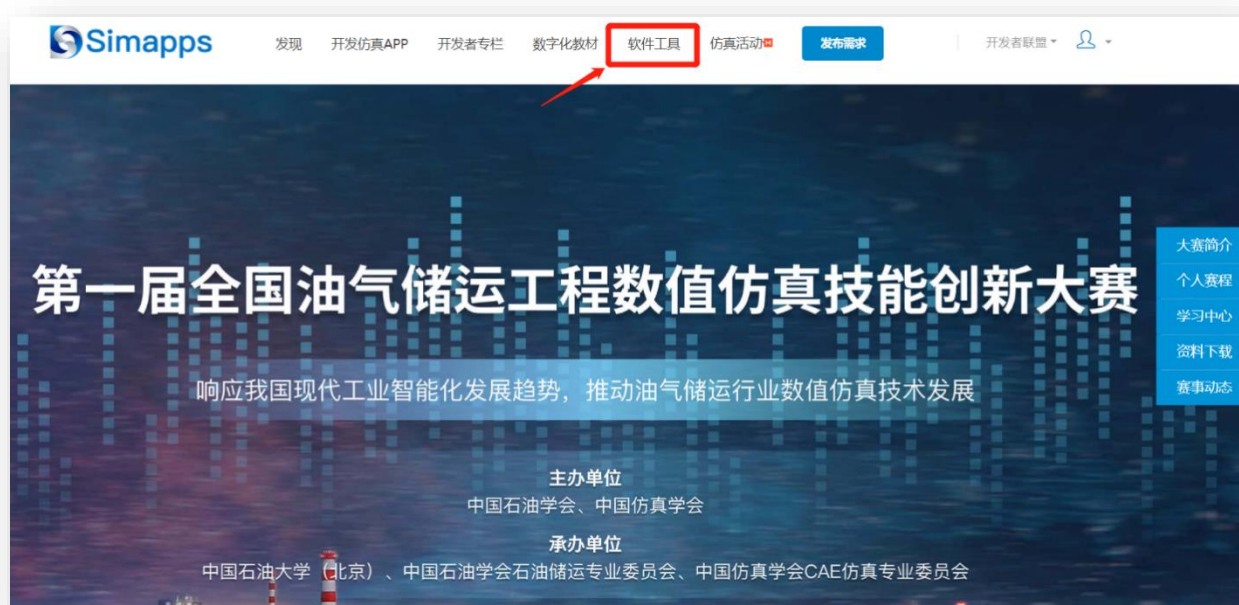 Simapps
发现
开发仿真APP
开发者专栏
数字化教材
软件工具
仿真活动
发布需求
开发者联盟
第一届全国油气储运工程数值仿真技能创新大赛
响应我国现代工业智能化发展趋势，推动油气储运行业数值仿真技术发展
主办单位
中国石油学会、中国仿真学会
承办单位
中国石油大学（北京）、中国石油学会石油储运专业委员会、中国仿真学会CAE仿真专业委员会
大赛简介
个人赛程
学习中心
资料下载
赛事动态